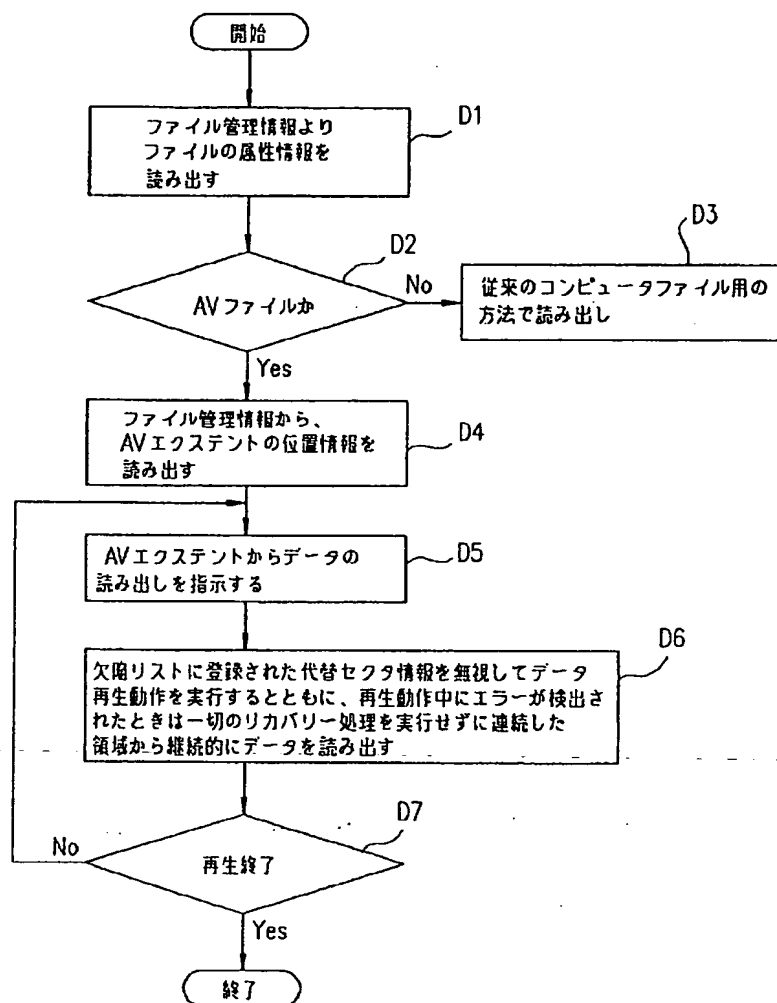 開始
ファイル管理情報より
ファイルの属性情報を
読み出す
D1
D2
AVファイルか
No
Yes
D3
従来のコンピュータファイル用の
方法で読み出し
ファイル管理情報から、
AVエクステントの位置情報を
読み出す
D4
AVエクステントからデータの
読み出しを指示する
D5
D6
欠陥リストに登録された代替セクタ情報を無視してデータ
再生動作を実行するとともに、再生動作中にエラーが検出さ
れたときは一切のリカバリー処理を実行せずに連続した
領域から継続的にデータを読み出す
D7
再生終了
No
Yes
終了